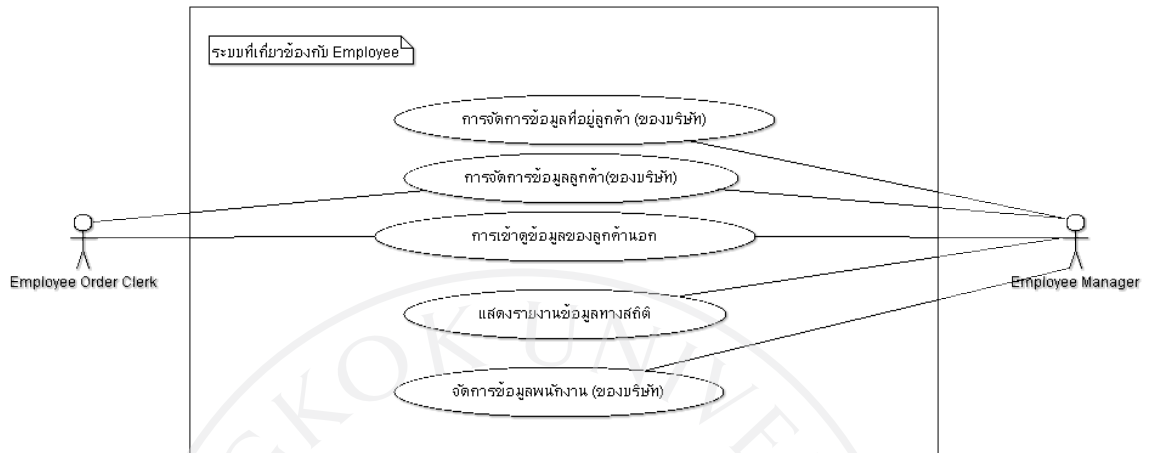 ระบบที่เกี่ยวข้องกับ Employee
การจัดการข้อมูลที่อยู่ลูกค้า (ของบริษัท)
การจัดการข้อมูลลูกค้า(ของบริษัท)
การเข้าดูข้อมูลของลูกค้านอก
Employee Order Clerk
Employee Manager
แสดงรายงานข้อมูลทางสถิติ
จัดการข้อมูลพนักงาน (ของบริษัท)
GKOK UNIVE